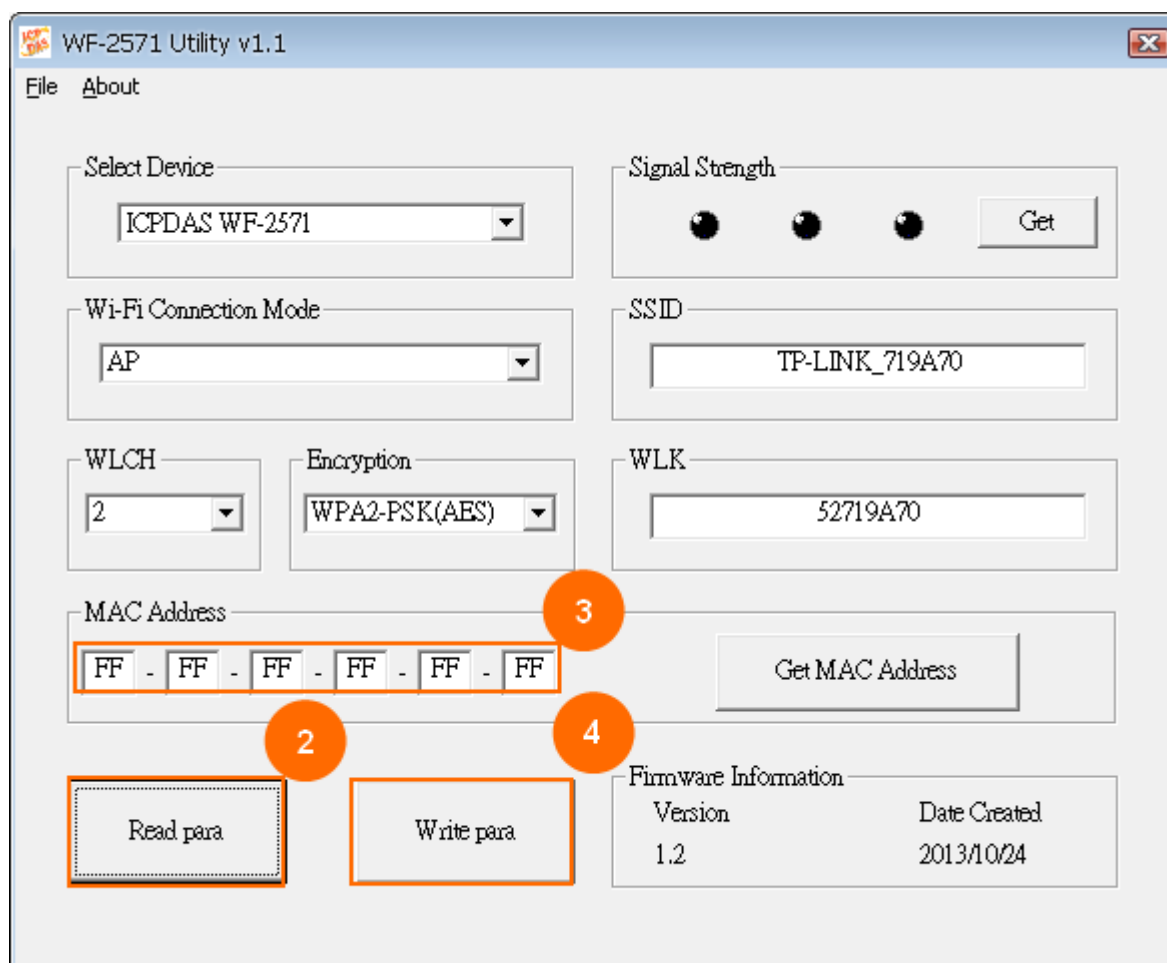 WF-2571 Utility v1.1
File About
Select Device
ICPDAS WF-2571
Signal Strength
Get
Wi-Fi Connection Mode
AP
SSID
TP-LINK_719A70
WLCH
2
Encryption
WPA2-PSK(AES)
WLK
52719A70
MAC Address
3
FF - FF - FF - FF - FF - FF
Get MAC Address
2
4
Read para
Write para
Firmware Information
Version Date Created
1.2 2013/10/24